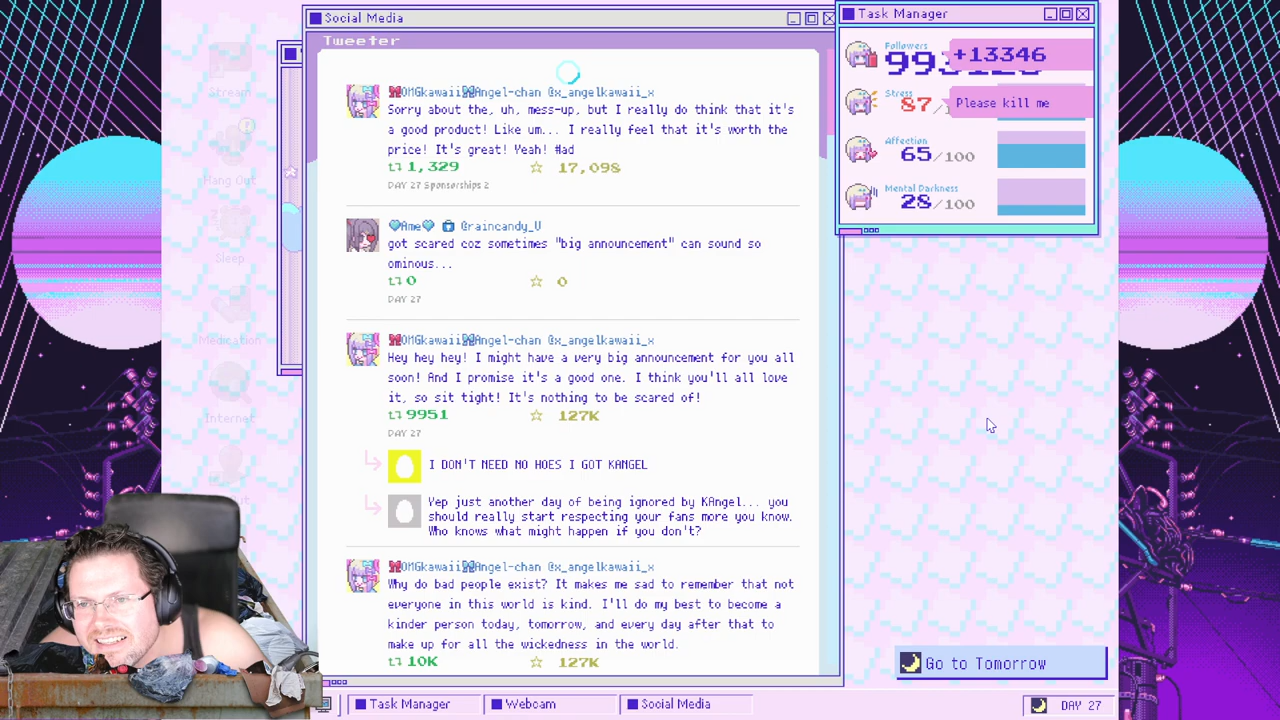 Social Media
Tweeter
OMGkawaiiAngel-chan @x_angelkawaii_x
Sorry about the, uh, mess-up, but I really do think that it's
a good product! Like um... I really feel that it's worth the
price! It's great! Yeah! #ad
1,329 17,098
DAY 27 Sponsorships 2
Ame @raincandy_U
got scared coz sometimes "big announcement" can sound so
ominous...
0 0
DAY 27
OMGkawaiiAngel-chan @x_angelkawaii_x
Hey hey hey! I might have a very big announcement for you all
soon! And I promise it's a good one. I think you'll all love
it, so sit tight! It's nothing to be scared of!
9951 127K
DAY 27
I DON'T NEED NO HOES I GOT KANGEL
Yep just another day of being ignored by KAngel... you
should really start respecting your fans more you know.
Who knows what might happen if you don't?
OMGkawaiiAngel-chan @x_angelkawaii_x
Why do bad people exist? It makes me sad to remember that not
everyone in this world is kind. I'll do my best to become a
kinder person today, tomorrow, and every day after that to
make up for all the wickedness in the world.
10K 127K
Task Manager
Followers
+13346
Stress
87/
Please kill me
Affection
65/100
Mental Darkness
28/100
Stream
Hang Out
Sleep
Medication
Internet
Go to Tomorrow
Task Manager
Webcam
Social Media
DAY 27